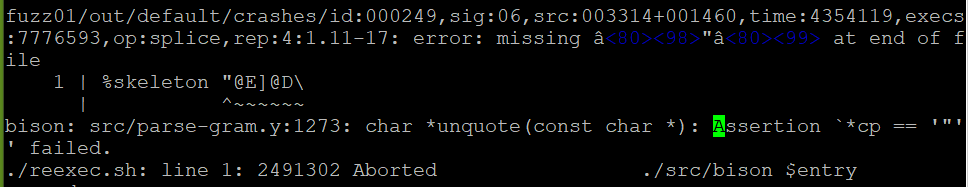 fuzz01/out/default/crashes/id:000249,sig:06,src:003314+001460,time:4354119,execs
:7776593,op:splice,rep:4:1.11-17: error: missing â<80><98>"â<80><99> at end of f
ile
    1 | %skeleton "@E]@D\
      |           ^~~~~~~
bison: src/parse-gram.y:1273: char *unquote(const char *): Assertion `*cp == '"'
' failed.
./reexec.sh: line 1: 2491302 Aborted                 ./src/bison $entry